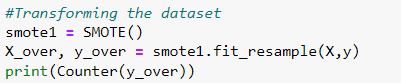 #Transforming the dataset
smote1 = SMOTE()
X_over, y_over = smote1.fit_resample(X,y)
print(Counter(y_over))